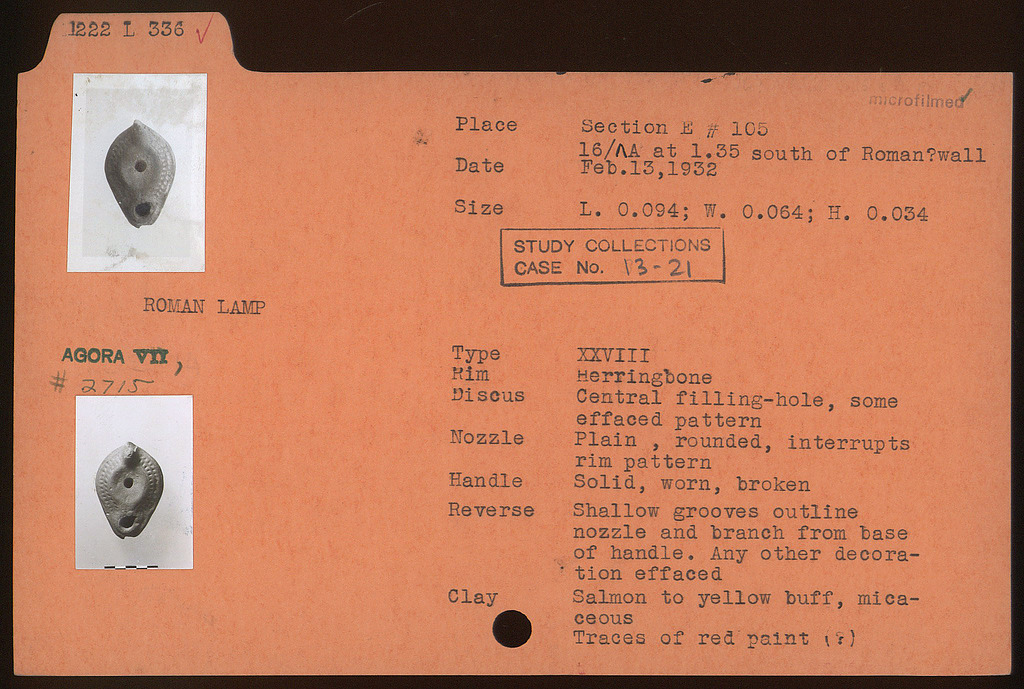 1222 L 336 ✓
microfilmed ✓
Place Section E # 105
16/ΛA at 1.35 south of Roman?wall
Date Feb.13,1932
Size L. 0.094; W. 0.064; H. 0.034
STUDY COLLECTIONS
CASE No. 13-21
ROMAN LAMP
AGORA VII,
# 2715
Type XXVIII
Rim Herringbone
Discus Central filling-hole, some
effaced pattern
Nozzle Plain , rounded, interrupts
rim pattern
Handle Solid, worn, broken
Reverse Shallow grooves outline
nozzle and branch from base
of handle. Any other decora-
tion effaced
Clay Salmon to yellow buff, mica-
ceous
Traces of red paint (?)